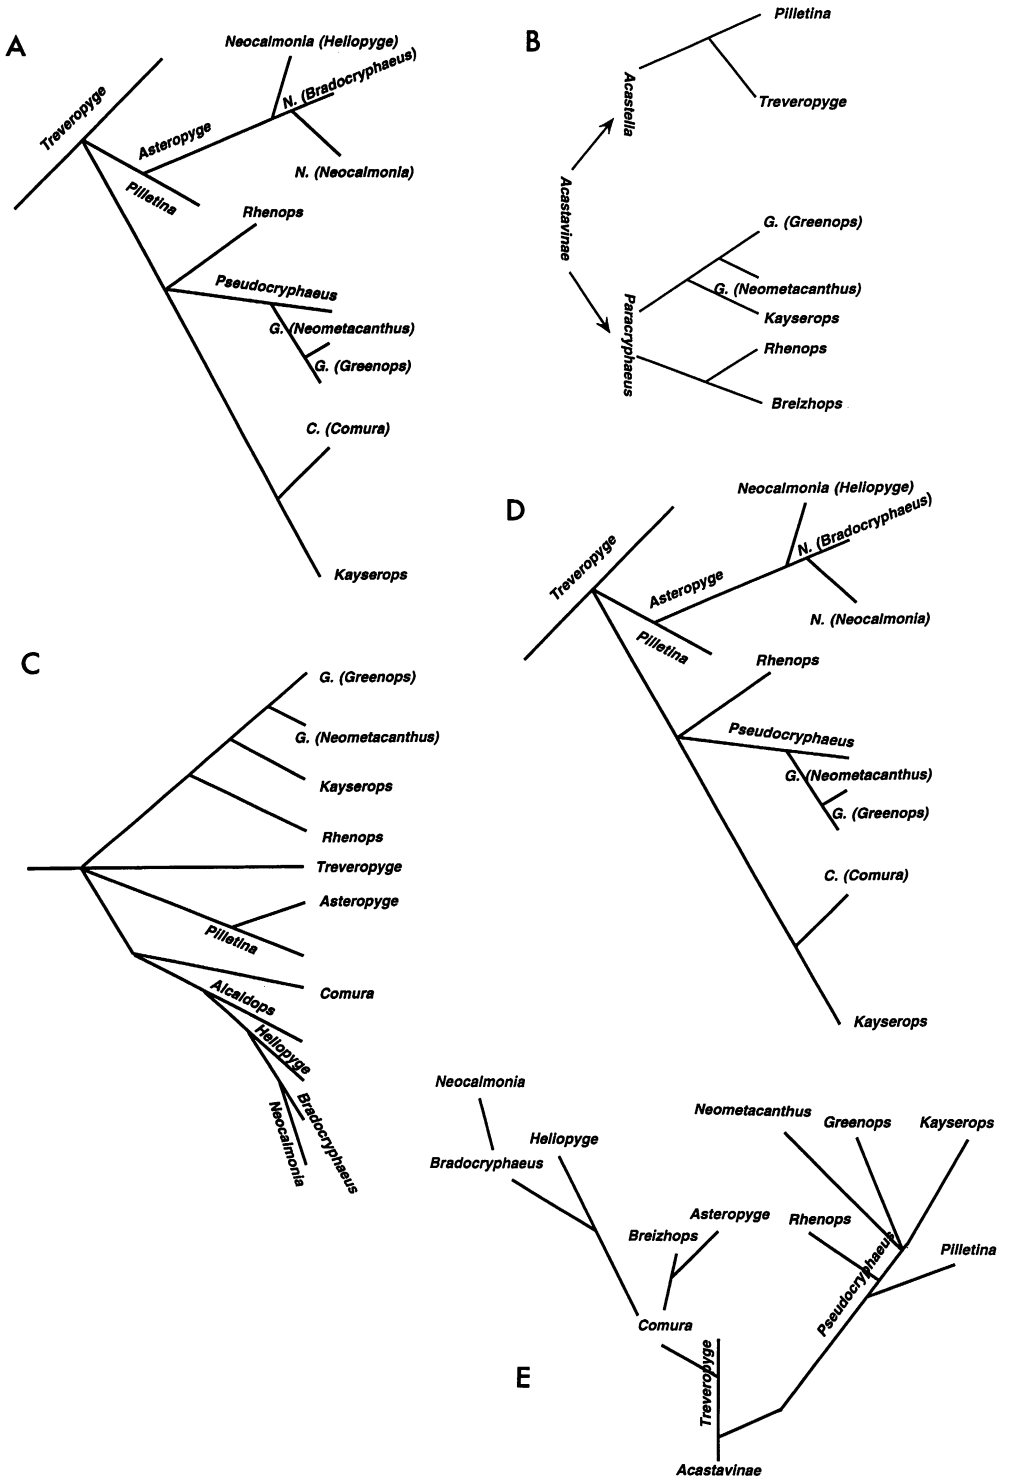 A
Neocalmonia (Heliopyge)
N. (Bradocryphaeus)
Treveropyge
Asteropyge
N. (Neocalmonia)
Pilletina
Rhenops
Pseudocryphaeus
G. (Neometacanthus)
G. (Greenops)
C. (Comura)
Kayserops
B
Pilletina
Treveropyge
Acastella
Acastavinae
G. (Greenops)
G. (Neometacanthus)
Kayserops
Paracryphaeus
Rhenops
Breizhops
C
G. (Greenops)
G. (Neometacanthus)
Kayserops
Rhenops
Treveropyge
Asteropyge
Pilletina
Comura
Alcaldops
Heliopyge
Bradocryphaeus
Neocalmonia
D
Neocalmonia (Heliopyge)
N. (Bradocryphaeus)
Treveropyge
Asteropyge
N. (Neocalmonia)
Pilletina
Rhenops
Pseudocryphaeus
G. (Neometacanthus)
G. (Greenops)
C. (Comura)
Kayserops
E
Neocalmonia
Heliopyge
Bradocryphaeus
Breizhops
Asteropyge
Comura
Neometacanthus
Greenops
Kayserops
Rhenops
Pilletina
Pseudocryphaeus
Treveropyge
Acastavinae